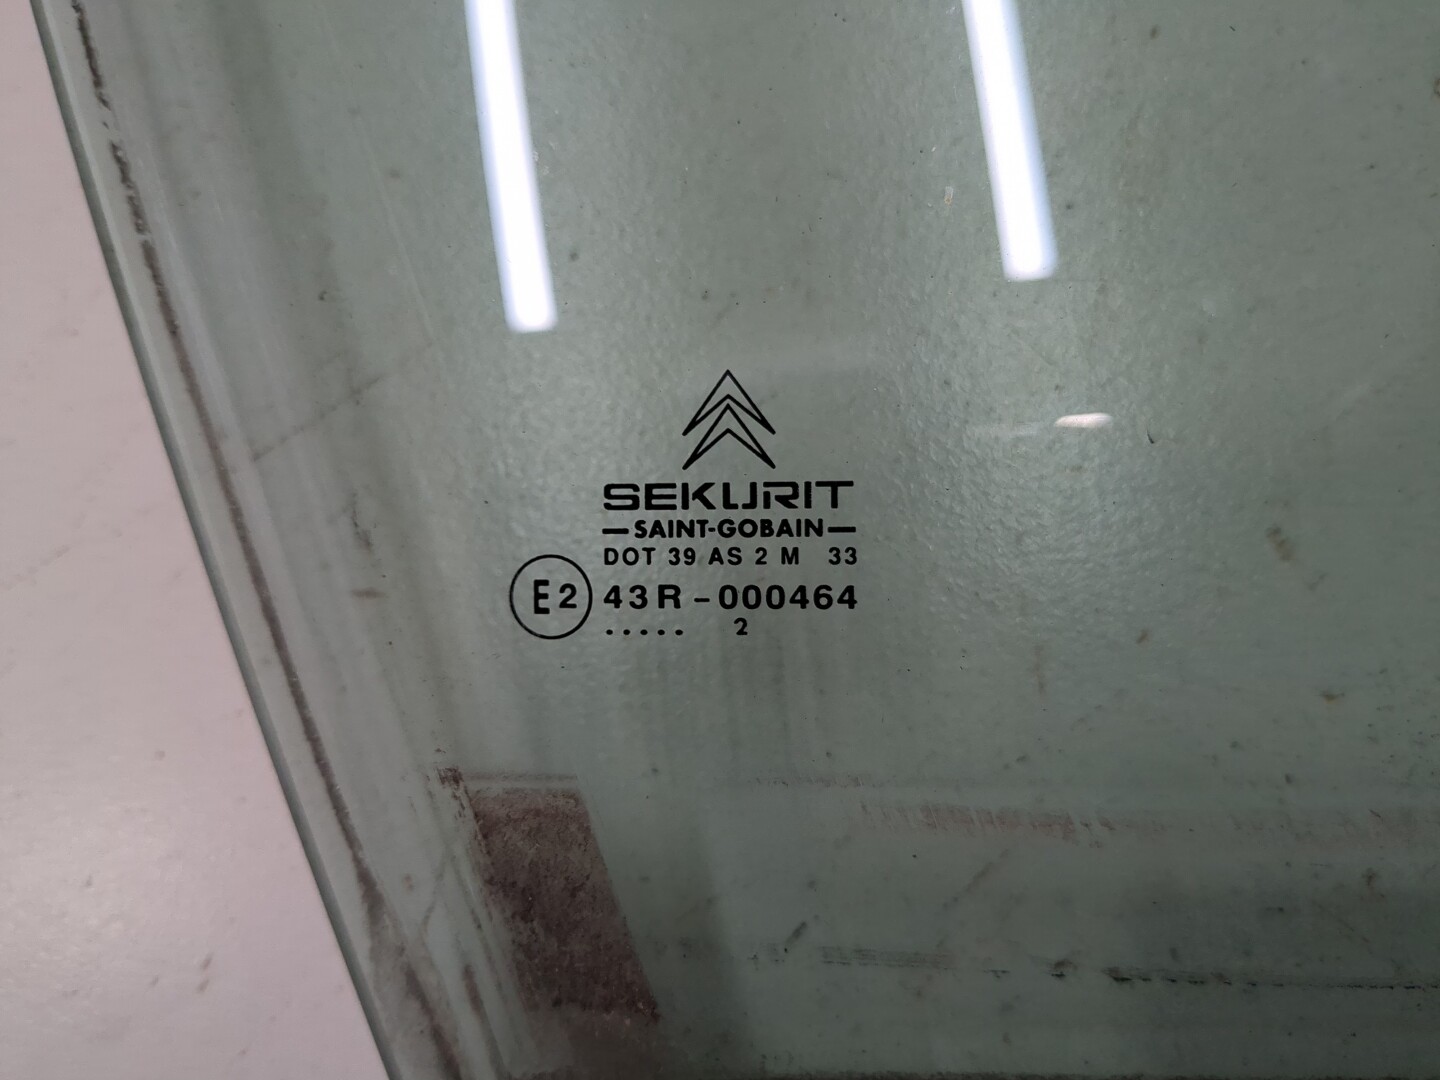 SEKURIT
SAINT-GOBAIN
DOT 39 AS 2 M 33
E2 43R-000464
..... 2